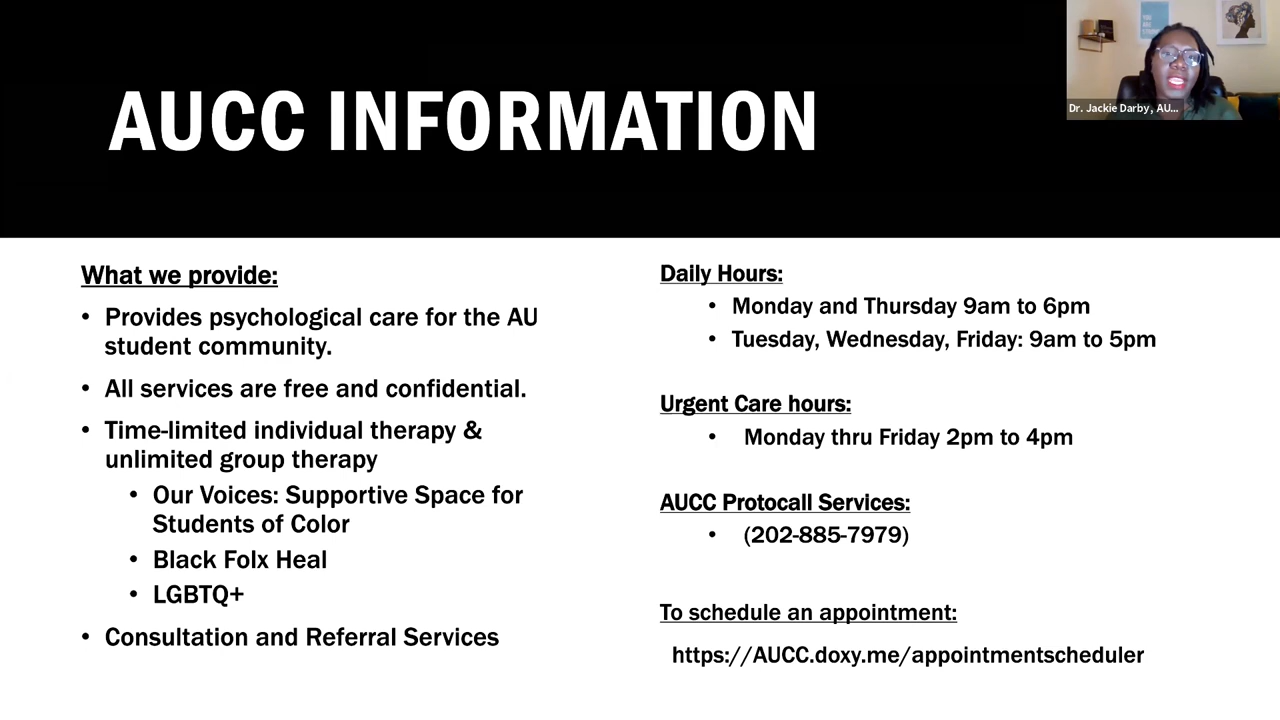 AUCC INFORMATION
Dr. Jackie Darby, AU...
What we provide:
• Provides psychological care for the AU
student community.
• All services are free and confidential.
• Time-limited individual therapy &
unlimited group therapy
• Our Voices: Supportive Space for
Students of Color
• Black Folx Heal
• LGBTQ+
• Consultation and Referral Services
Daily Hours:
• Monday and Thursday 9am to 6pm
• Tuesday, Wednesday, Friday: 9am to 5pm
Urgent Care hours:
• Monday thru Friday 2pm to 4pm
AUCC Protocall Services:
• (202-885-7979)
To schedule an appointment:
https://AUCC.doxy.me/appointmentscheduler